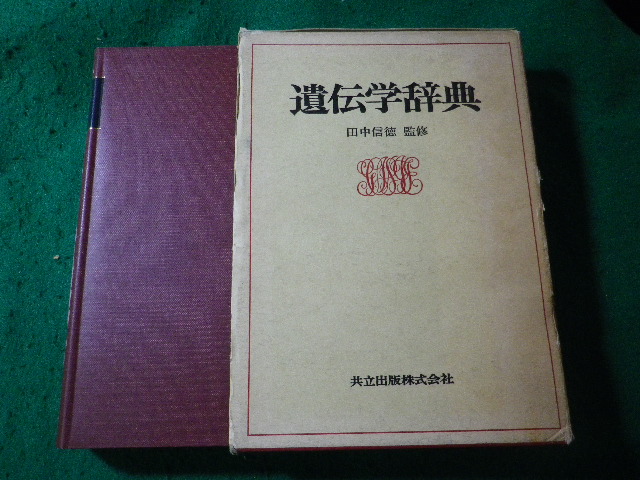 遺伝学辞典
田中信徳 監修
共立出版株式会社